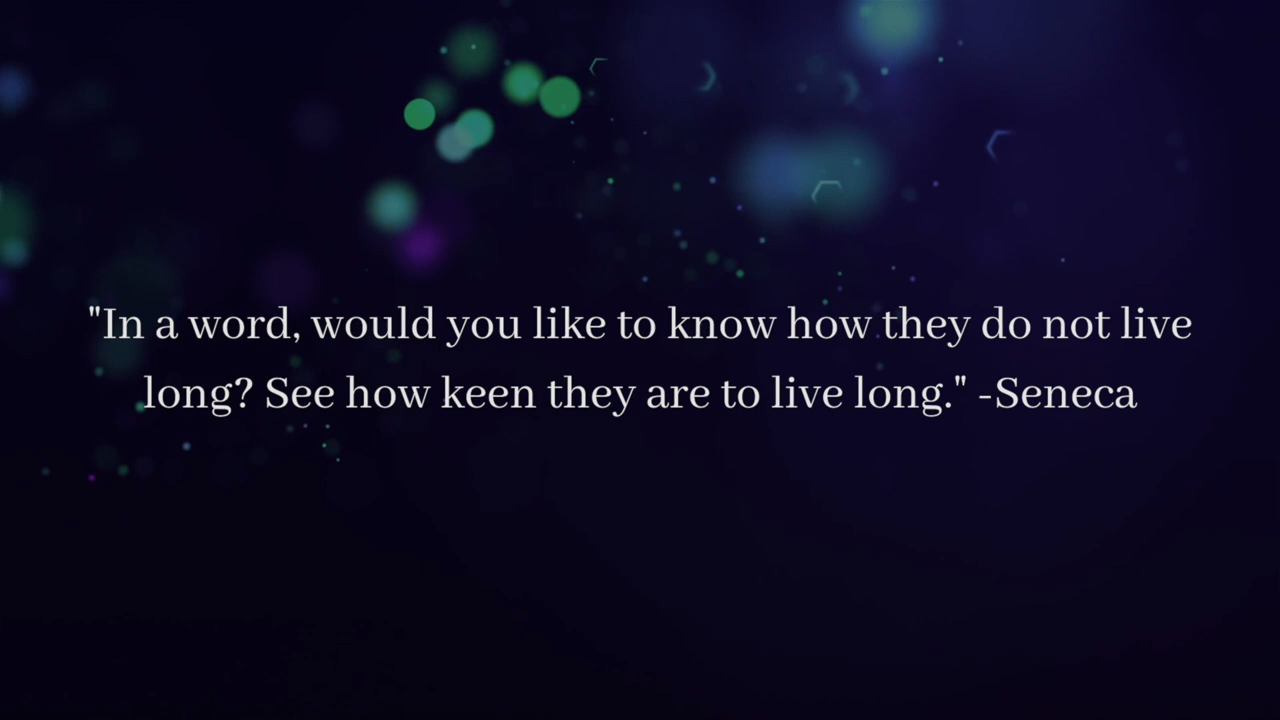 "In a word, would you like to know how they do not live
long? See how keen they are to live long." -Seneca